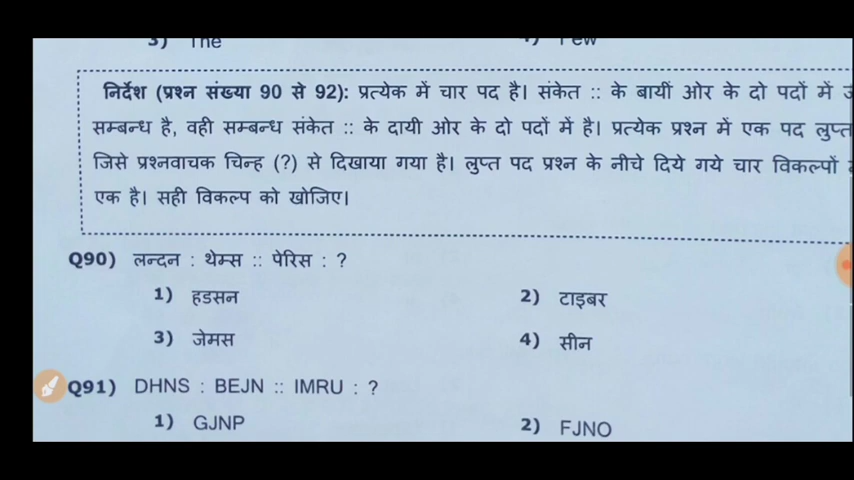 3) The
निर्देश (प्रश्न संख्या 90 से 92): प्रत्येक में चार पद है। संकेत :: के बायीं ओर के दो पदों में
सम्बन्ध है, वही सम्बन्ध संकेत :: के दायी ओर के दो पदों में है। प्रत्येक प्रश्न में एक पद लुप्त
जिसे प्रश्नवाचक चिन्ह (?) से दिखाया गया है। लुप्त पद प्रश्न के नीचे दिये गये चार विकल्पों
एक है। सही विकल्प को खोजिए।
Q90) लन्दन : थेम्स :: पेरिस : ?
1) हडसन 2) टाइबर
3) जेमस 4) सीन
Q91) DHNS : BEJN :: IMRU : ?
1) GJNP 2) FJNO